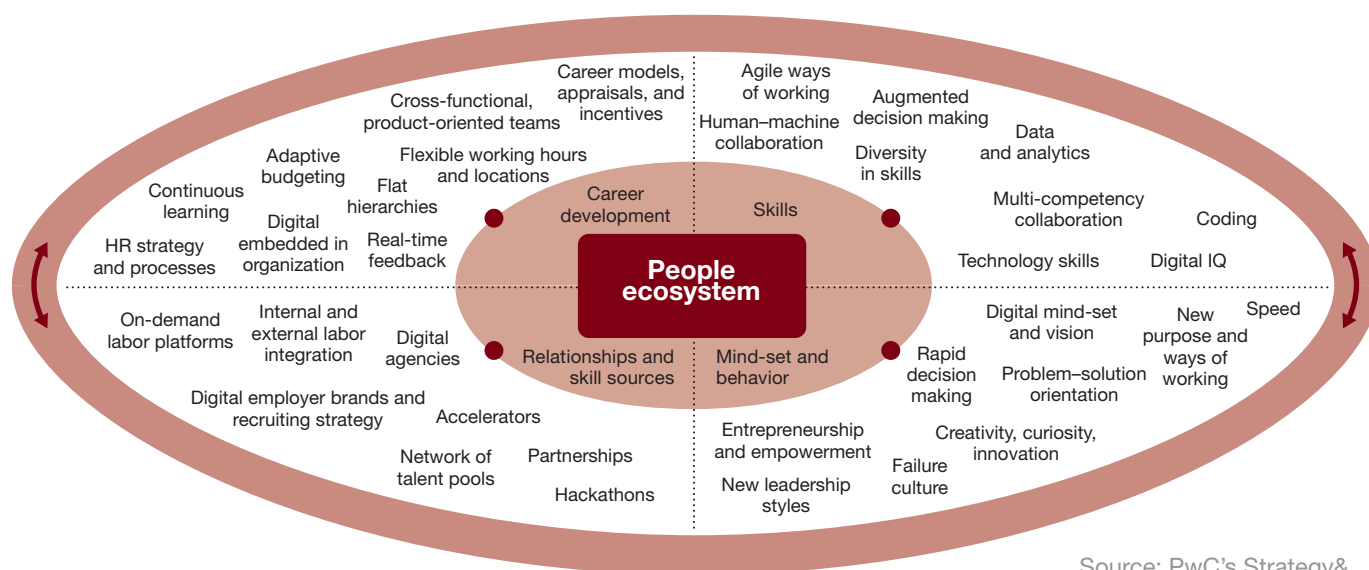 Career models,
appraisals, and
incentives
Cross-functional,
product-oriented teams
Adaptive
budgeting
Flexible working hours
and locations
Continuous
learning
Flat
hierarchies
HR strategy
and processes
Digital
embedded in
organization
Real-time
feedback
Career
development
Agile ways
of working
Augmented
decision making
Human–machine
collaboration
Data
and analytics
Diversity
in skills
Multi-competency
collaboration
Coding
Technology skills
Digital IQ
Skills
People
ecosystem
On-demand
labor platforms
Internal and
external labor
integration
Digital
agencies
Relationships and
skill sources
Digital employer brands and
recruiting strategy
Accelerators
Network of
talent pools
Partnerships
Hackathons
Mind-set and
behavior
Digital mind-set
and vision
New
purpose and
ways of
working
Speed
Rapid
decision
making
Problem–solution
orientation
Entrepreneurship
and empowerment
Creativity, curiosity,
innovation
Failure
culture
New leadership
styles
Source: PwC's Strategy&